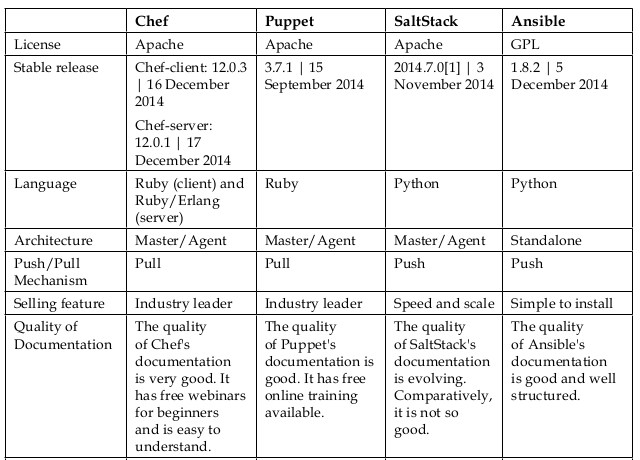 Chef Puppet SaltStack Ansible
License Apache Apache Apache GPL
Stable release Chef-client: 12.0.3 3.7.1 | 15 2014.7.0[1] | 3 1.8.2 | 5
| 16 December September 2014 November 2014 December 2014
2014
Chef-server:
12.0.1 | 17
December 2014
Language Ruby (client) and Ruby Python Python
Ruby/Erlang
(server)
Architecture Master/Agent Master/Agent Master/Agent Standalone
Push/Pull Pull Pull Push Push
Mechanism
Selling feature Industry leader Industry leader Speed and scale Simple to install
Quality of The quality The quality The quality The quality
Documentation of Chef's of Puppet's of SaltStack's of Ansible's
documentation documentation is documentation documentation
is very good. It good. It has free is evolving. is good and well
has free webinars online training Comparatively, structured.
for beginners available. it is not so
and is easy to good.
understand.